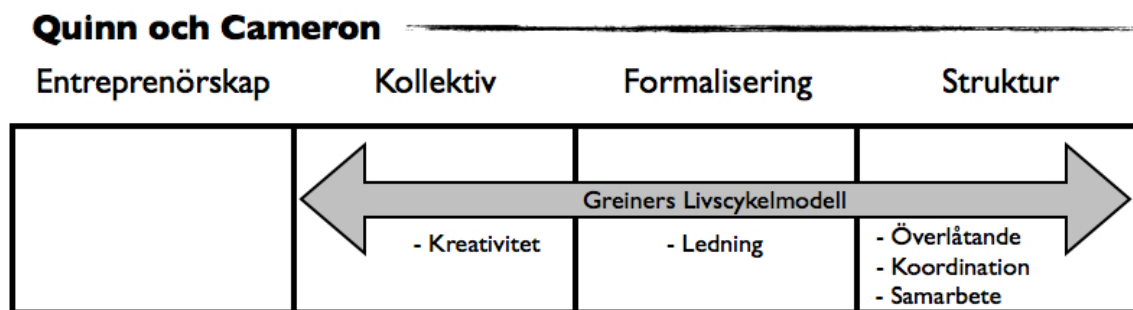 Quinn och Cameron
Entreprenörskap Kollektiv Formalisering Struktur
Greiners Livscykelmodell
- Kreativitet
- Ledning
- Överlåtande
- Koordination
- Samarbete